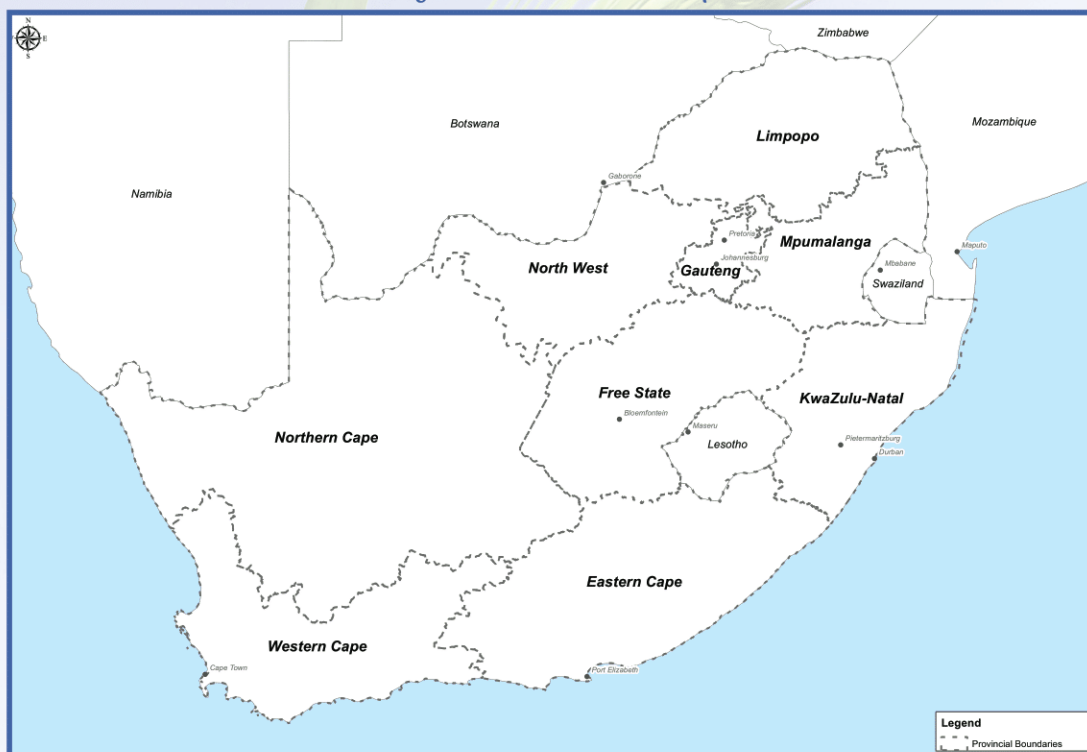 Zimbabwe
N
E
S
Botswana
Mozambique
Limpopo
Gaborone
Namibia
Pretoria
Mpumalanga
Maputo
North West
Johannesburg
Gauteng
Mbabane
Swaziland
Free State
KwaZulu-Natal
Bloemfontein
Maseru
Northern Cape
Lesotho
Pietermaritzburg
Durban
Eastern Cape
Western Cape
Cape Town
Port Elizabeth
Legend
Provincial Boundaries